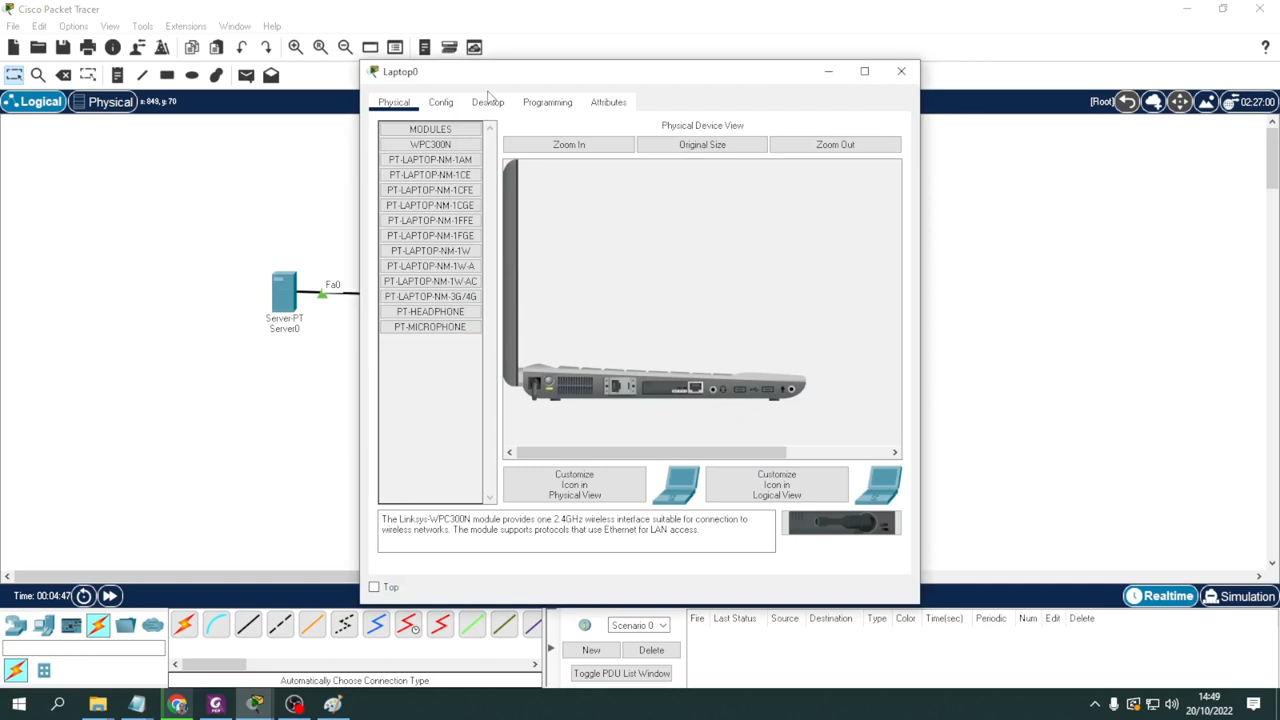 Cisco Packet Tracer
File Edit Options View Tools Extensions Window Help
?
Laptop0
Logical Physical x: 849, y: 70
[Root] 02:27:00
Physical Config Desktop Programming Attributes
MODULES
WPC300N
PT-LAPTOP-NM-1AM
PT-LAPTOP-NM-1CE
PT-LAPTOP-NM-1CFE
PT-LAPTOP-NM-1CGE
PT-LAPTOP-NM-1FFE
PT-LAPTOP-NM-1FGE
PT-LAPTOP-NM-1W
PT-LAPTOP-NM-1W-A
PT-LAPTOP-NM-1W-AC
PT-LAPTOP-NM-3G/4G
PT-HEADPHONE
PT-MICROPHONE
Physical Device View
Zoom In Original Size Zoom Out
Fa0
Server-PT
Server0
Customize
Icon in
Physical View
Customize
Icon in
Logical View
The Linksys-WPC300N module provides one 2.4GHz wireless interface suitable for connection to
wireless networks. The module supports protocols that use Ethernet for LAN access.
Top
Time: 00:04:47
Realtime Simulation
Automatically Choose Connection Type
Scenario 0
New Delete
Toggle PDU List Window
Fire Last Status Source Destination Type Color Time(sec) Periodic Num Edit Delete
14:49
20/10/2022